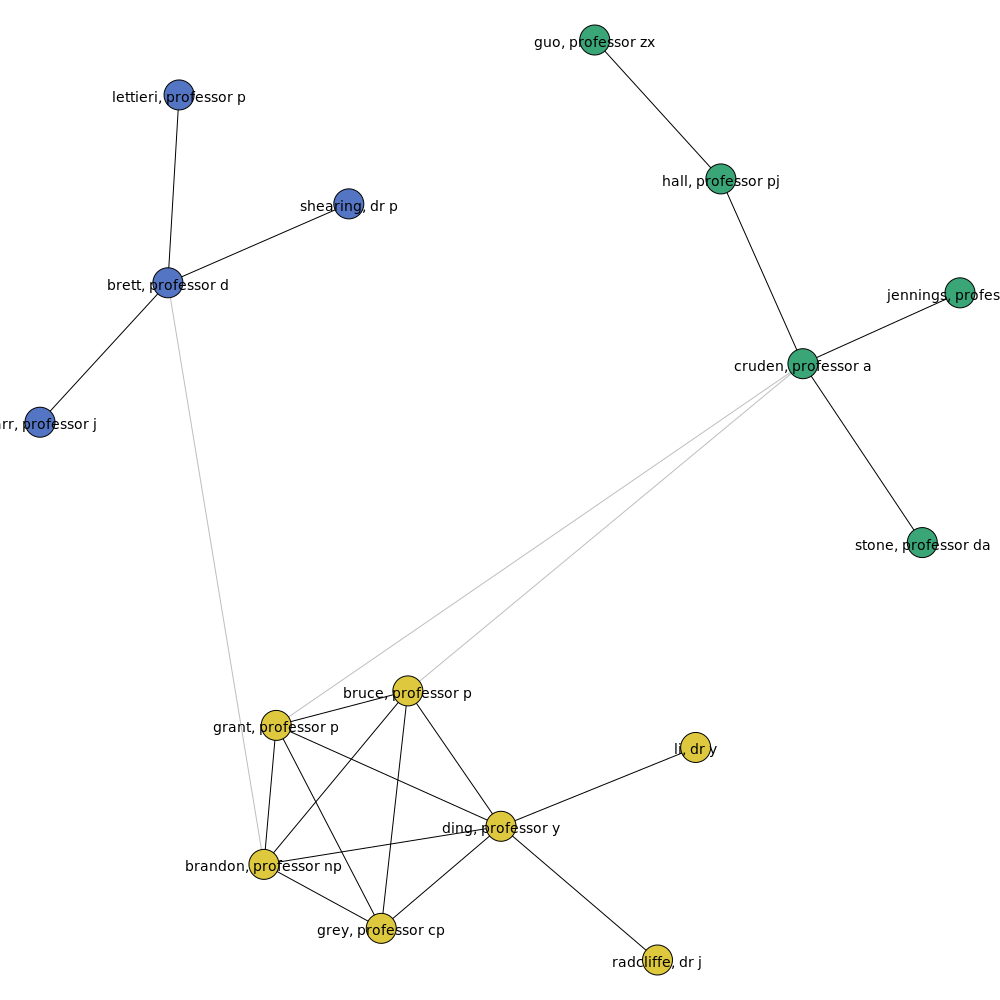 guo, professor zx
lettieri, professor p
hall, professor pj
shearing, dr p
brett, professor d
jennings, profes
cruden, professor a
rr, professor j
stone, professor da
bruce, professor p
grant, professor p
li, dr y
ding, professor y
brandon, professor np
grey, professor cp
radcliffe, dr j